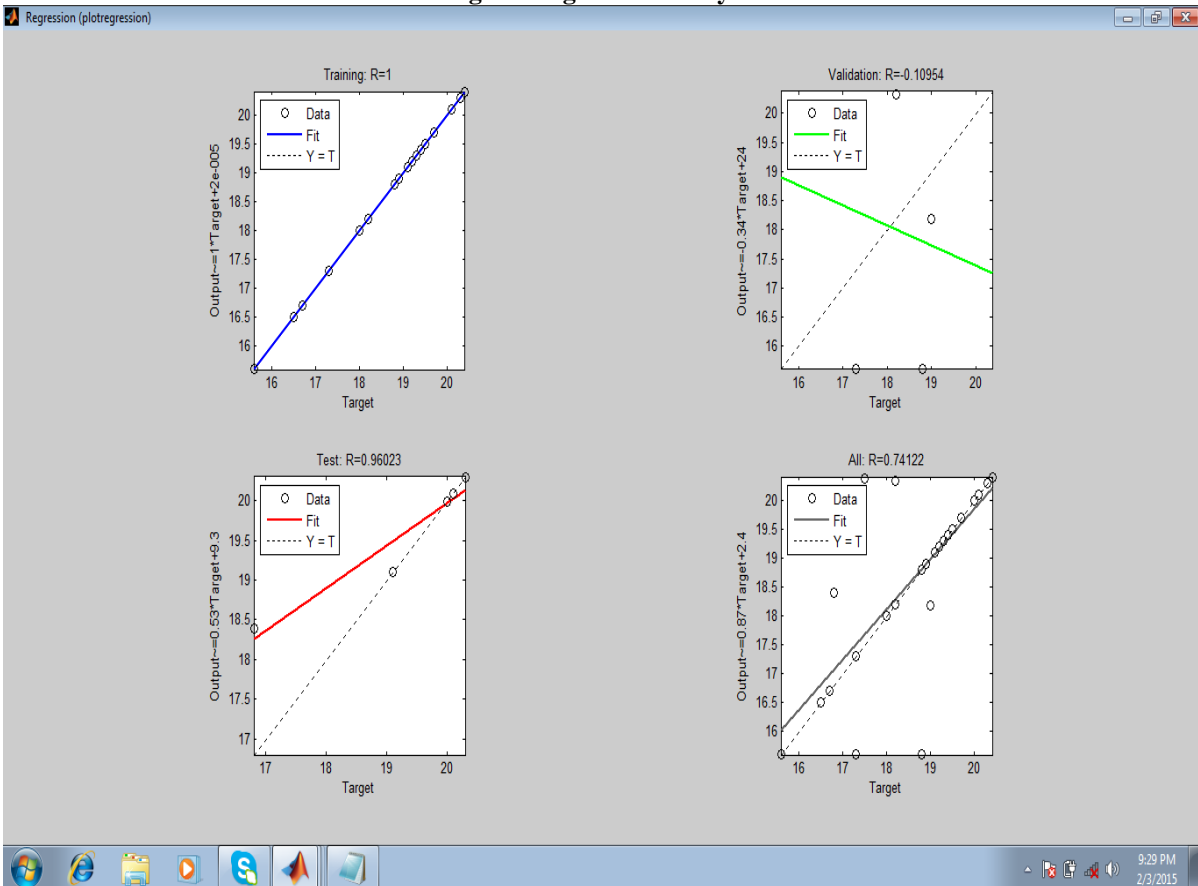 Regression (plotregression)
Training: R=1
Output~=1*Target+2e-005
20
19.5
19
18.5
18
17.5
17
16.5
16
Data
Fit
Y = T
16 17 18 19 20
Target
Validation: R=-0.10954
Output~=-0.34*Target+24
20
19.5
19
18.5
18
17.5
17
16.5
16
Data
Fit
Y = T
16 17 18 19 20
Target
Test: R=0.96023
Output~=0.53*Target+9.3
20
19.5
19
18.5
18
17.5
17
Data
Fit
Y = T
17 18 19 20
Target
All: R=0.74122
Output~=0.87*Target+2.4
20
19.5
19
18.5
18
17.5
17
16.5
16
Data
Fit
Y = T
16 17 18 19 20
Target
9:29 PM
2/3/2015